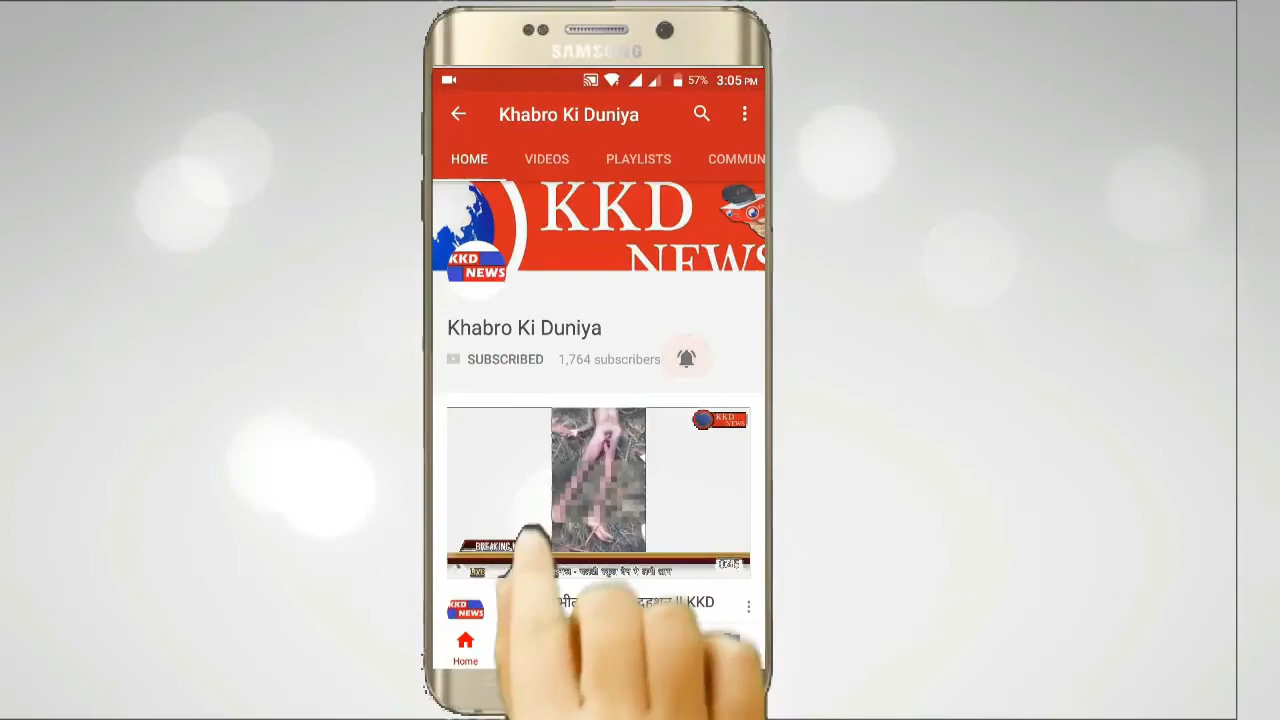 SAMSUNG
57% 3:05 PM
Khabro Ki Duniya
HOME VIDEOS PLAYLISTS COMMUN
KKD
NEWS
KKD
NEWS
Khabro Ki Duniya
SUBSCRIBED 1,764 subscribers
KKD
NEWS
BREAKING
LIVE
KKD
KKD
NEWS
Home